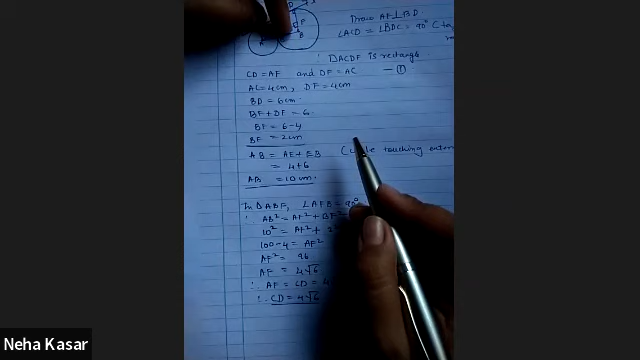 Prove AF⊥BD.
∠ACD = ∠BDC = 90°
∴ □ACDF is rectangle
CD = AF and DF = AC — ①
AC = 4cm, DF = 4cm
BD = 6cm.
BF + DF = 6.
BF = 6-4
BF = 2cm
AB = AE + EB touching
= 4+6
AB = 10 cm.
In △ABF, ∠AFB = 90°
∴ AB² = AF² + BF²
10² = AF² +
100-4 = AF²
AF² = 96
AF = 4√6
∴ AF = CD = 4
∴ CD = 4√6
Neha Kasar